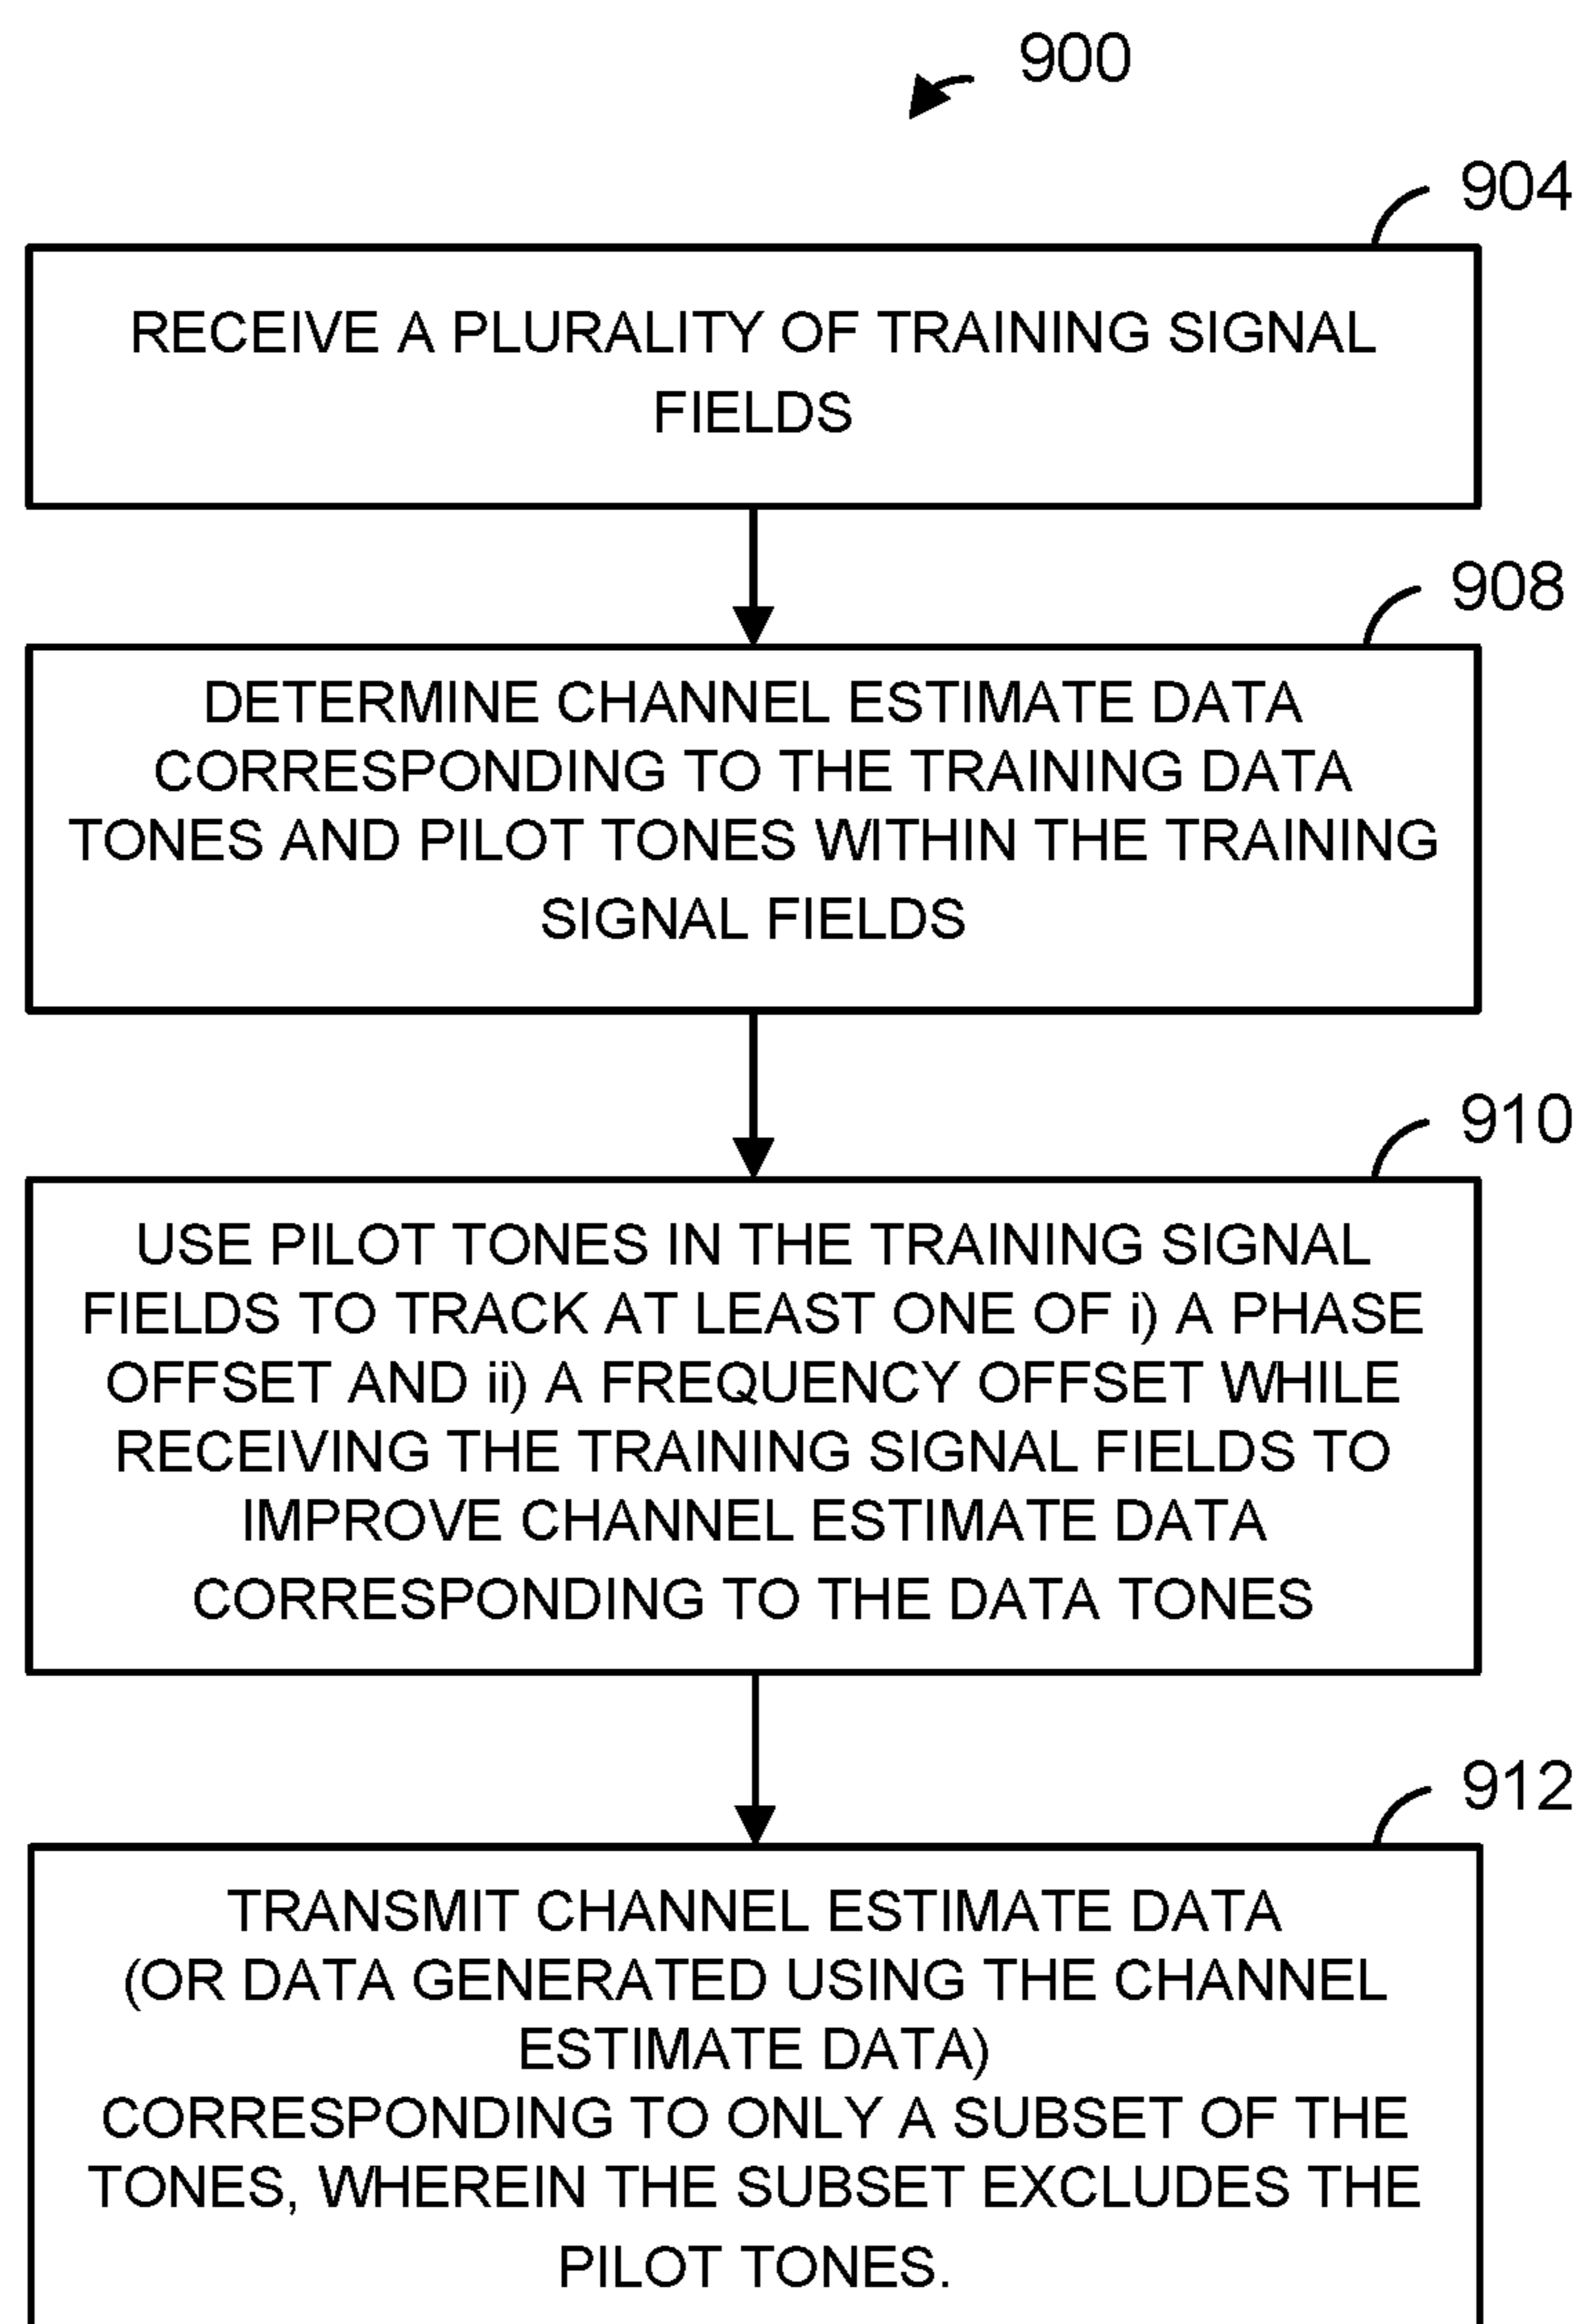 900
904
RECEIVE A PLURALITY OF TRAINING SIGNAL
FIELDS
908
DETERMINE CHANNEL ESTIMATE DATA
CORRESPONDING TO THE TRAINING DATA
TONES AND PILOT TONES WITHIN THE TRAINING
SIGNAL FIELDS
910
USE PILOT TONES IN THE TRAINING SIGNAL
FIELDS TO TRACK AT LEAST ONE OF i) A PHASE
OFFSET AND ii) A FREQUENCY OFFSET WHILE
RECEIVING THE TRAINING SIGNAL FIELDS TO
IMPROVE CHANNEL ESTIMATE DATA
CORRESPONDING TO THE DATA TONES
912
TRANSMIT CHANNEL ESTIMATE DATA
(OR DATA GENERATED USING THE CHANNEL
ESTIMATE DATA)
CORRESPONDING TO ONLY A SUBSET OF THE
TONES, WHEREIN THE SUBSET EXCLUDES THE
PILOT TONES.